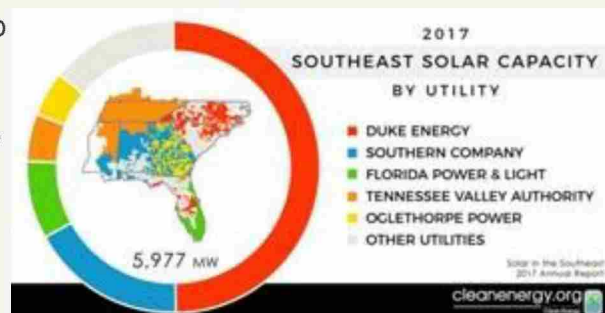 2017
SOUTHEAST SOLAR CAPACITY
BY UTILITY
DUKE ENERGY
SOUTHERN COMPANY
FLORIDA POWER & LIGHT
TENNESSEE VALLEY AUTHORITY
OGLETHORPE POWER
OTHER UTILITIES
5,977 MW
Solar in the Southeast
2017 Annual Report
cleanenergy.org